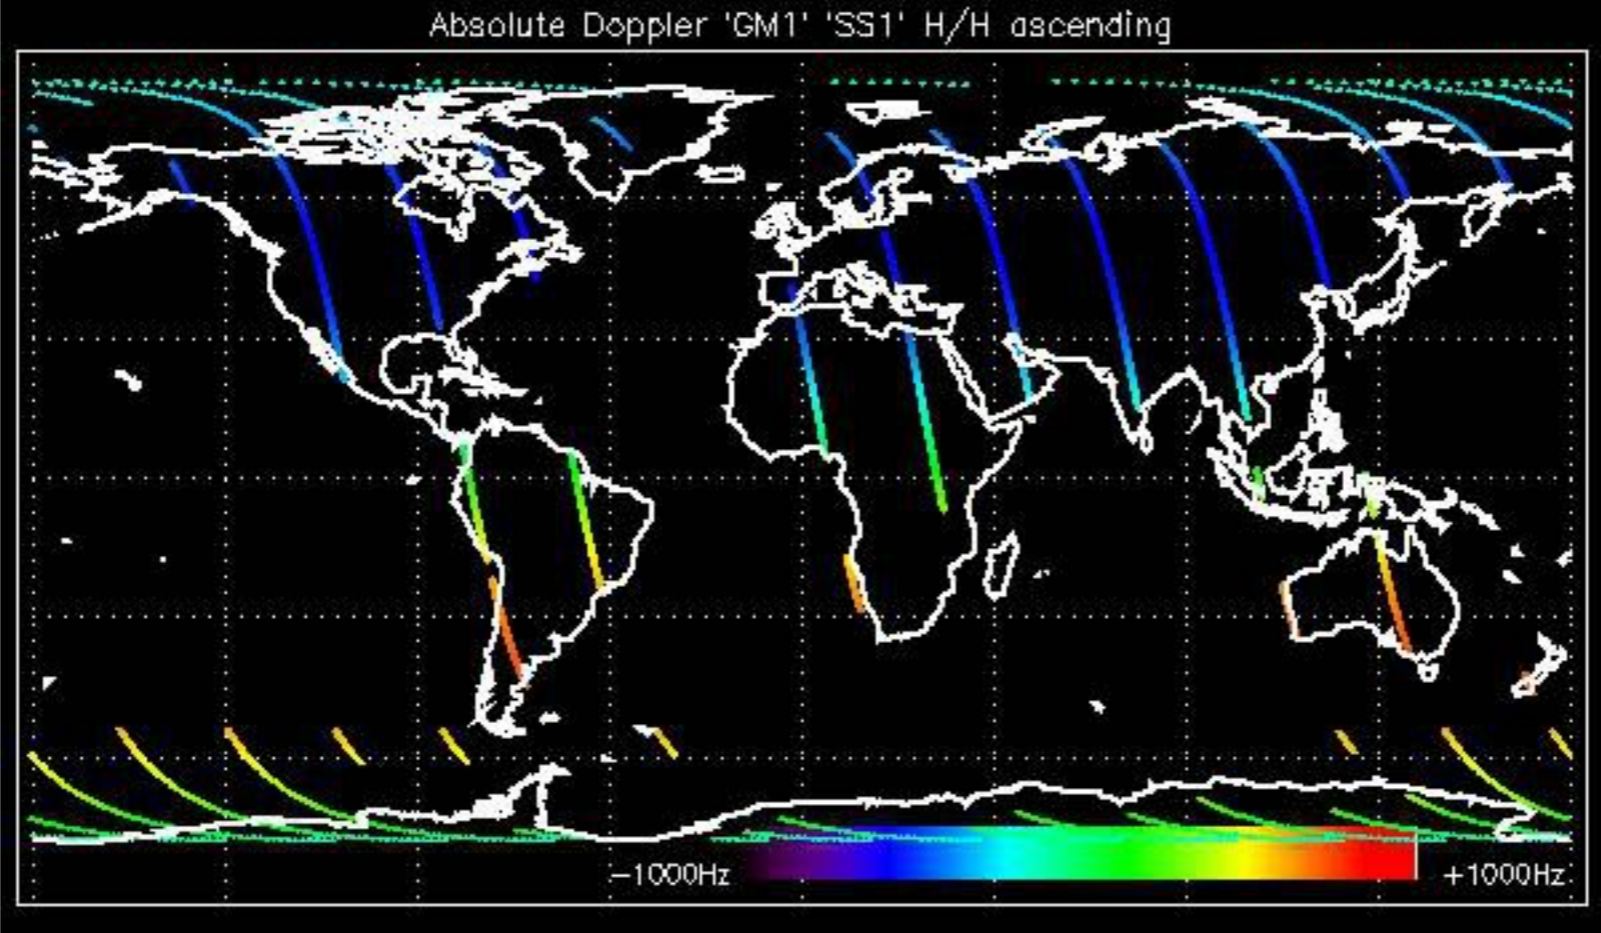 Absolute Doppler 'GM1' 'SS1' H/H ascending
−1000Hz +1000Hz